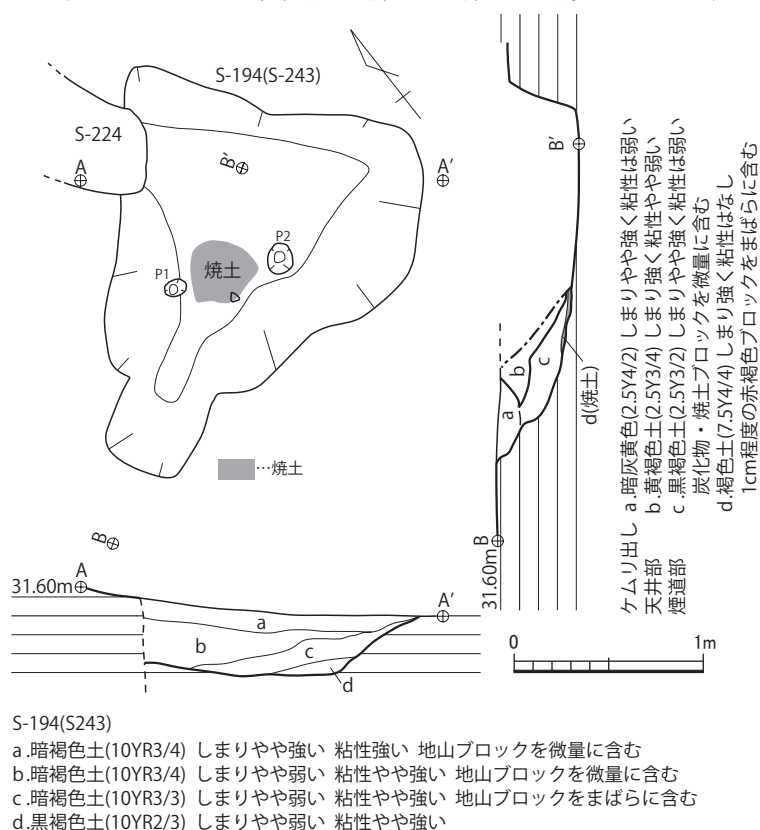 S-194(S-243)
S-224
A
B'
A'
P1
焼土
P2
…焼土
B
A
31.60m
A'
a
b
c
d
B'
b
c
a
d(焼土)
B
31.60m
ケムリ出し a.暗灰黄色(2.5Y4/2) しまりやや強く粘性は弱い
天井部 b.黄褐色土(2.5Y3/4) しまり強く粘性やや弱い
煙道部 c.黒褐色土(2.5Y3/2) しまりやや強く粘性は弱い
炭化物・焼土ブロックを微量に含む
d.褐色土(7.5Y4/4) しまり強く粘性はなし
1cm程度の赤褐色ブロックをまばらに含む
0 1m
S-194(S243)
a.暗褐色土(10YR3/4) しまりやや強い 粘性強い 地山ブロックを微量に含む
b.暗褐色土(10YR3/4) しまりやや弱い 粘性やや強い 地山ブロックを微量に含む
c.暗褐色土(10YR3/3) しまりやや弱い 粘性やや強い 地山ブロックをまばらに含む
d.黒褐色土(10YR2/3) しまりやや弱い 粘性やや強い